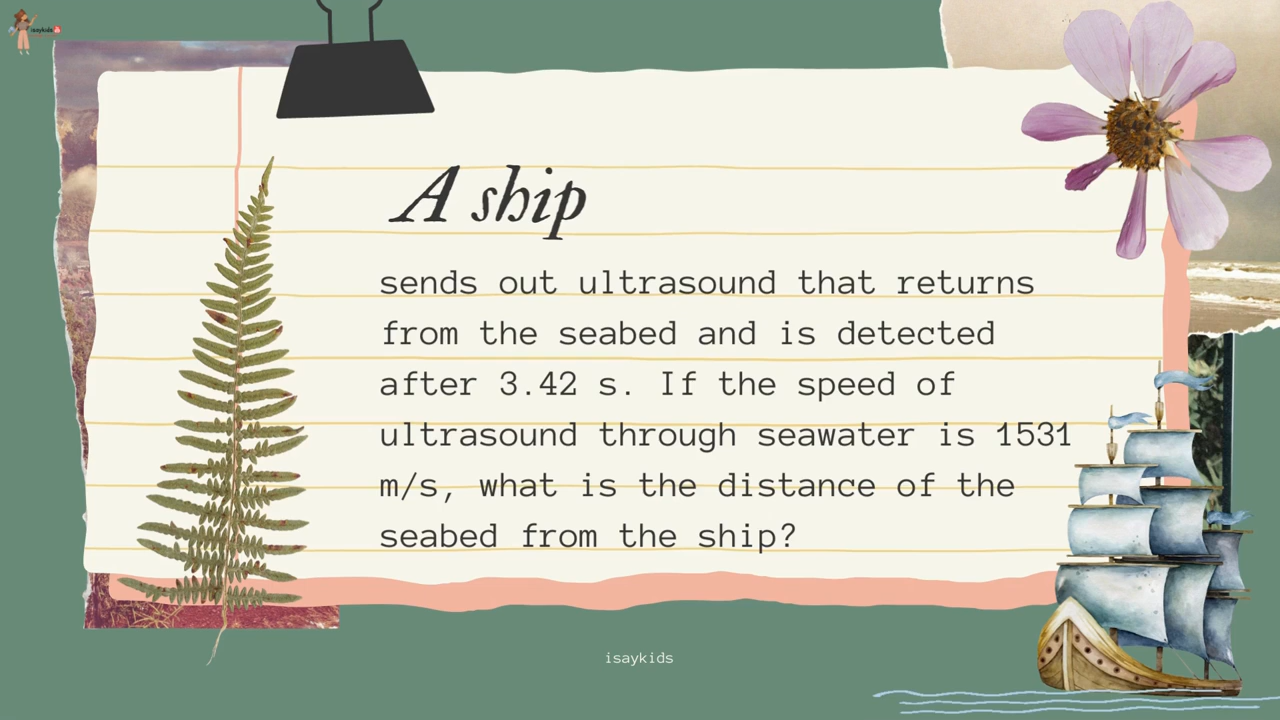 isaykids
A ship
sends out ultrasound that returns
from the seabed and is detected
after 3.42 s. If the speed of
ultrasound through seawater is 1531
m/s, what is the distance of the
seabed from the ship?
isaykids